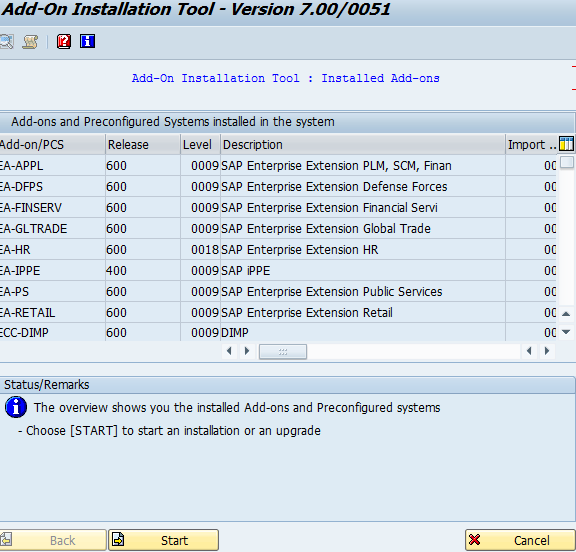 Add-On Installation Tool - Version 7.00/0051
Add-On Installation Tool : Installed Add-ons
Add-ons and Preconfigured Systems installed in the system
Add-on/PCS Release Level Description Import ..
EA-APPL 600 0009 SAP Enterprise Extension PLM, SCM, Finan 00
EA-DFPS 600 0009 SAP Enterprise Extension Defense Forces 00
EA-FINSERV 600 0009 SAP Enterprise Extension Financial Servi 00
EA-GLTRADE 600 0009 SAP Enterprise Extension Global Trade 00
EA-HR 600 0018 SAP Enterprise Extension HR 00
EA-IPPE 400 0009 SAP iPPE 00
EA-PS 600 0009 SAP Enterprise Extension Public Services 00
EA-RETAIL 600 0009 SAP Enterprise Extension Retail 00
ECC-DIMP 600 0009 DIMP 00
Status/Remarks
The overview shows you the installed Add-ons and Preconfigured systems
- Choose [START] to start an installation or an upgrade
Back Start Cancel